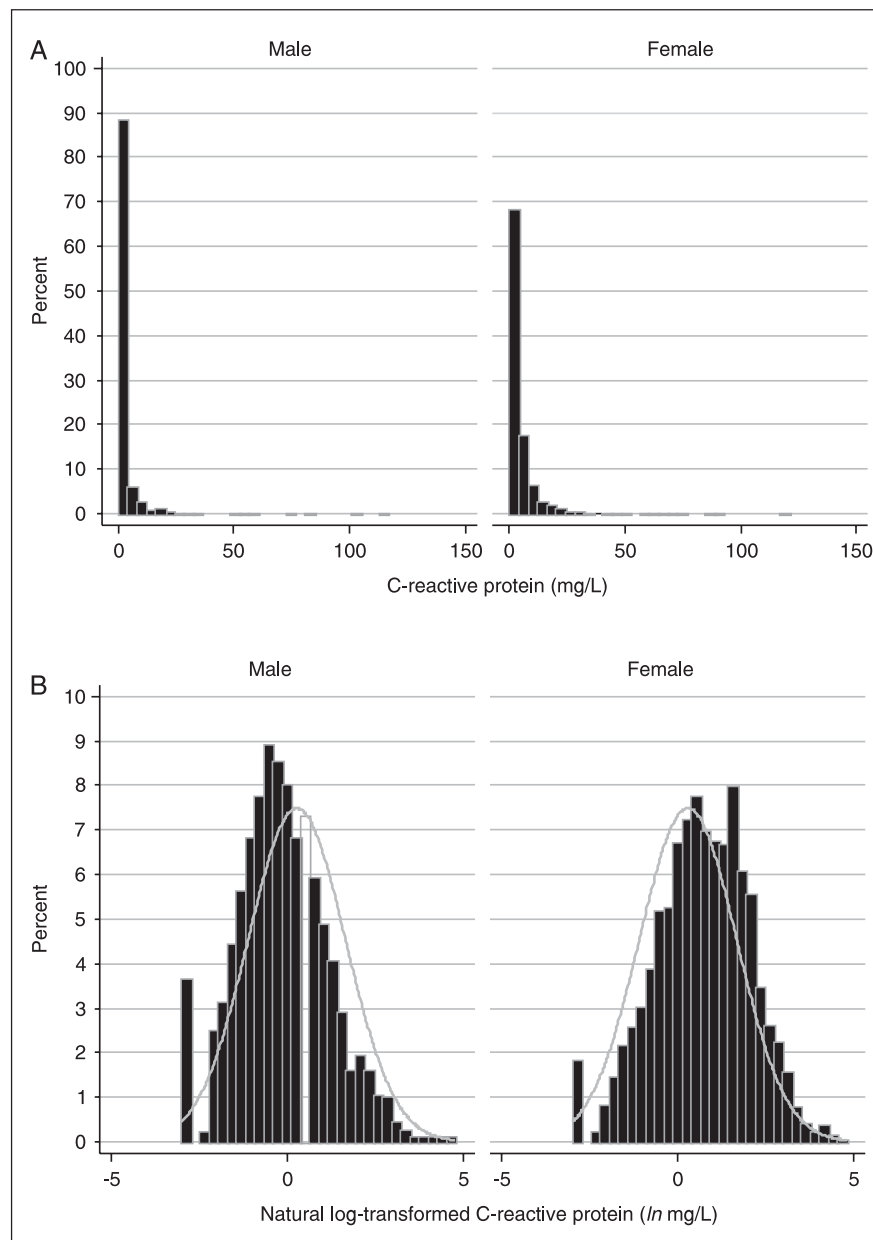 A
Male
Female
100
90
80
70
60
50
40
30
20
10
0
Percent
0 50 100 150
0 50 100 150
C-reactive protein (mg/L)
B
Male
Female
10
9
8
7
6
5
4
3
2
1
0
Percent
-5 0 5
-5 0 5
Natural log-transformed C-reactive protein (ln mg/L)